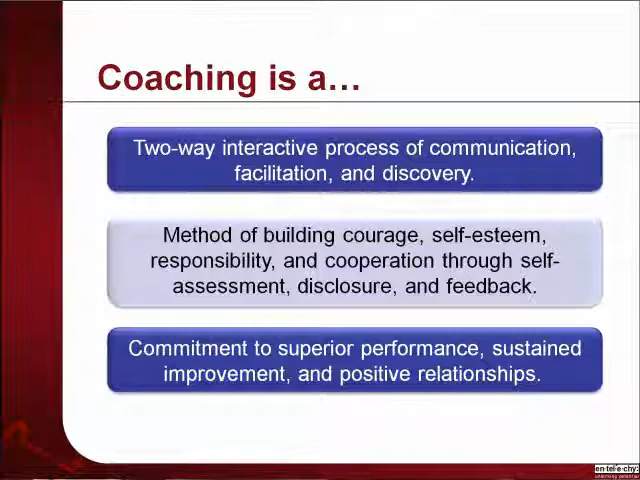 Coaching is a…
Two-way interactive process of communication,
facilitation, and discovery.
Method of building courage, self-esteem,
responsibility, and cooperation through self-
assessment, disclosure, and feedback.
Commitment to superior performance, sustained
improvement, and positive relationships.
en·tel·e·chy: